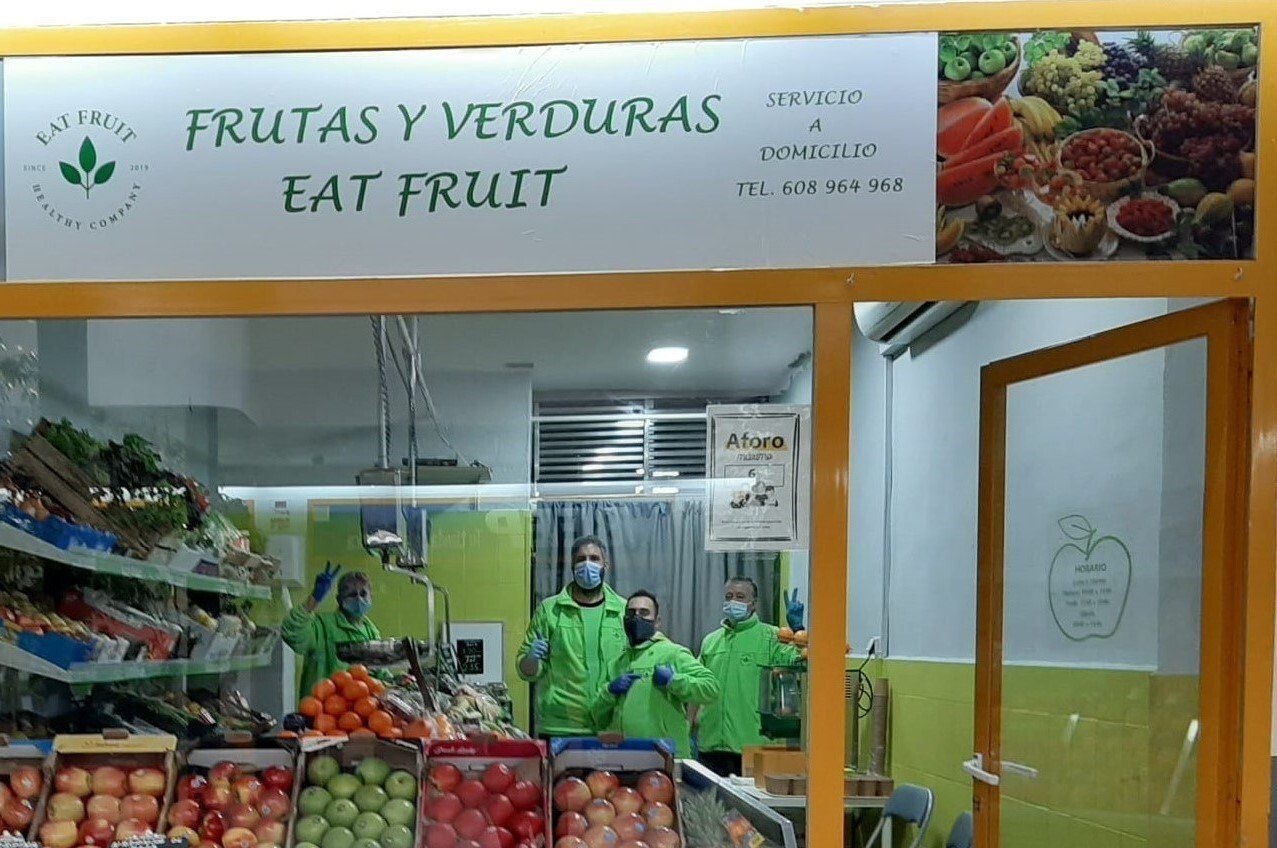 EAT FRUIT
SINCE 2019
HEALTHY COMPANY
FRUTAS Y VERDURAS
EAT FRUIT
SERVICIO
A
DOMICILIO
TEL. 608 964 968
Aforo
máximo
6
HORARIO